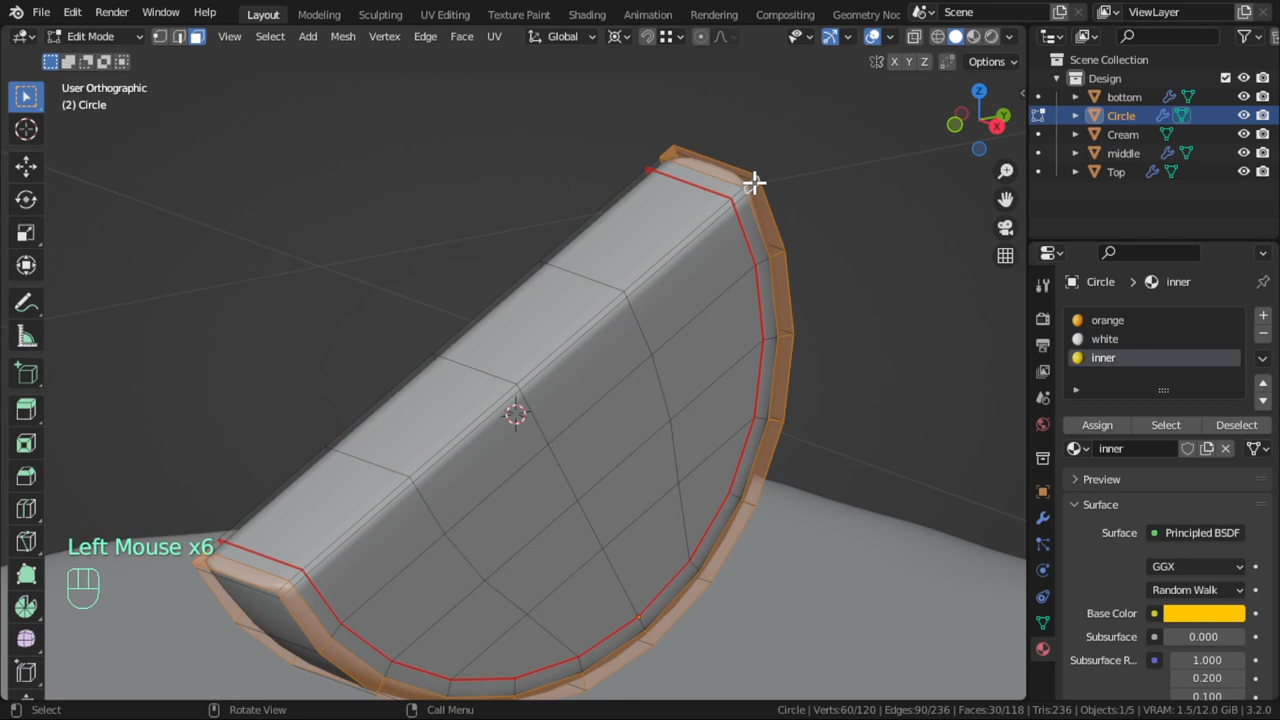 File Edit Render Window Help Layout Modeling Sculpting UV Editing Texture Paint Shading Animation Rendering Compositing Geometry Noc Scene ViewLayer
Edit Mode View Select Add Mesh Vertex Edge Face UV Global
X Y Z Options
User Orthographic
(2) Circle
Z
Y
X
Left Mouse x6
Scene Collection
Design
bottom
Circle
Cream
middle
Top
Circle inner
orange
white
inner
Assign Select Deselect
inner
Preview
Surface
Surface Principled BSDF
GGX
Random Walk
Base Color
Subsurface 0.000
Subsurface R... 1.000
0.200
0.100
Select Rotate View Call Menu Circle | Verts:60/120 | Edges:90/236 | Faces:30/118 | Tris:236 | Objects:1/5 | VRAM: 1.5/12.0 GiB | 3.2.0